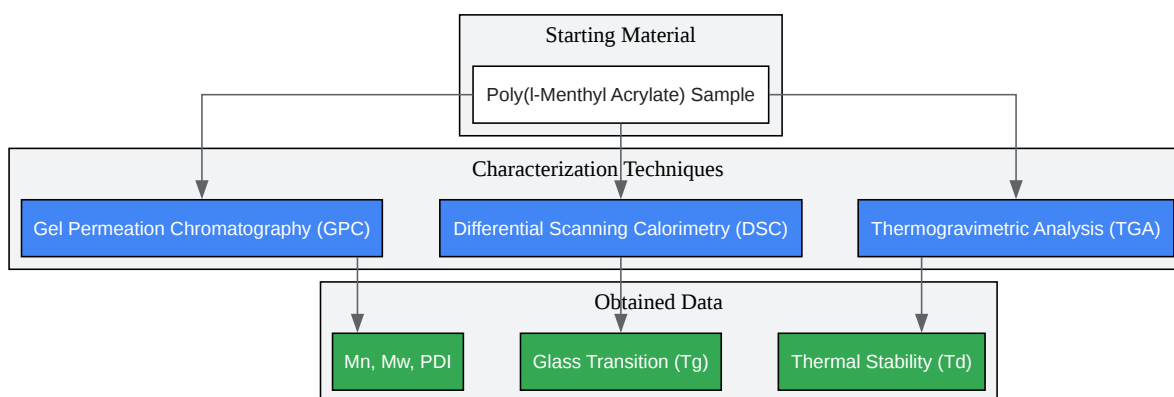 Starting Material
Poly(l-Menthyl Acrylate) Sample
Characterization Techniques
Gel Permeation Chromatography (GPC)
Differential Scanning Calorimetry (DSC)
Thermogravimetric Analysis (TGA)
Obtained Data
Mn, Mw, PDI
Glass Transition (Tg)
Thermal Stability (Td)